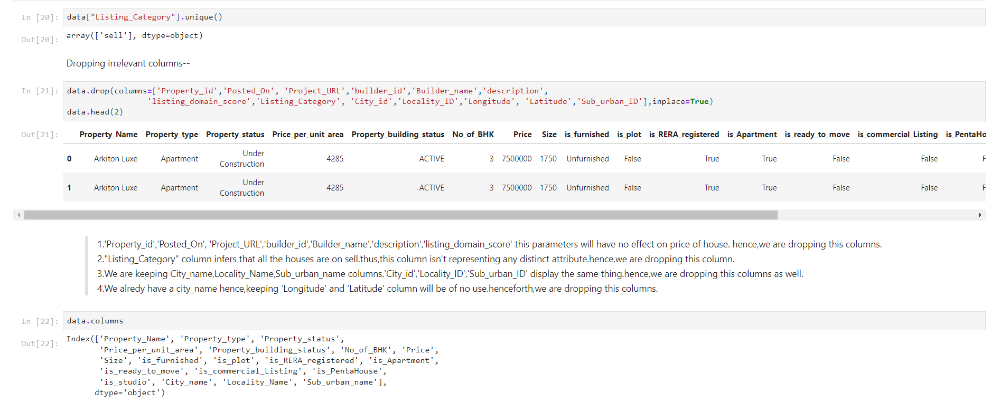 In [20]: data["Listing_Category"].unique()
Out[20]: array(['sell'], dtype=object)
Dropping irrelevant columns--
In [21]: data.drop(columns=['Property_id','Posted_On', 'Project_URL','builder_id','Builder_name','description',
'listing_domain_score','Listing_Category', 'City_id','Locality_ID','Longitude', 'Latitude','Sub_urban_ID'],inplace=True)
data.head(2)
Out[21]: Property_Name Property_type Property_status Price_per_unit_area Property_building_status No_of_BHK Price Size is_furnished is_plot is_RERA_registered is_Apartment is_ready_to_move is_commercial_Listing is_PentaHo
0 Arkiton Luxe Apartment Under Construction 4285 ACTIVE 3 7500000 1750 Unfurnished False True True False False F
1 Arkiton Luxe Apartment Under Construction 4285 ACTIVE 3 7500000 1750 Unfurnished False True True False False F
1.'Property_id','Posted_On', 'Project_URL','builder_id','Builder_name','description','listing_domain_score' this parameters will have no effect on price of house. hence,we are dropping this columns.
2."Listing_Category" column infers that all the houses are on sell.thus,this column isn't representing any distinct attribute.hence,we are dropping this column.
3.We are keeping City_name,Locality_Name,Sub_urban_name columns.'City_id','Locality_ID','Sub_urban_ID' display the same thing.hence,we are dropping this columns as well.
4.We alredy have a city_name hence,keeping 'Longitude' and 'Latitude' column will be of no use.henceforth,we are dropping this columns.
In [22]: data.columns
Out[22]: Index(['Property_Name', 'Property_type', 'Property_status',
'Price_per_unit_area', 'Property_building_status', 'No_of_BHK', 'Price',
'Size', 'is_furnished', 'is_plot', 'is_RERA_registered', 'is_Apartment',
'is_ready_to_move', 'is_commercial_Listing', 'is_PentaHouse',
'is_studio', 'City_name', 'Locality_Name', 'Sub_urban_name'],
dtype='object')